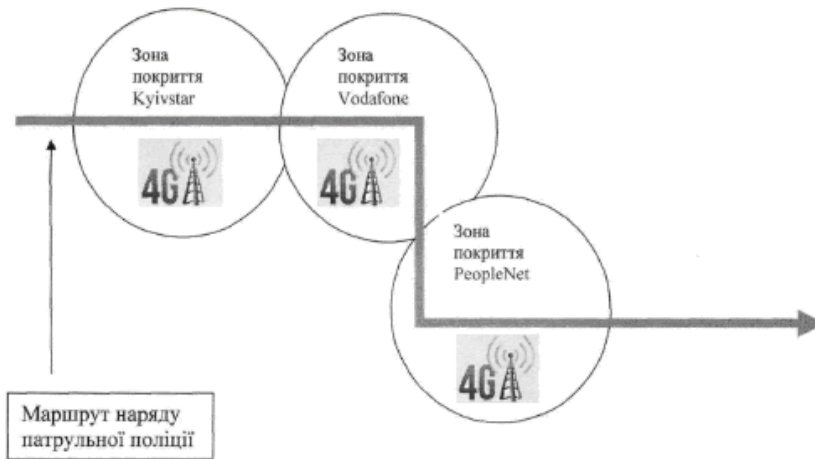 Зона
покриття
Kyivstar
Зона
покриття
Vodafone
4G
4G
Зона
покриття
PeopleNet
4G
Маршрут наряду
патрульної поліції